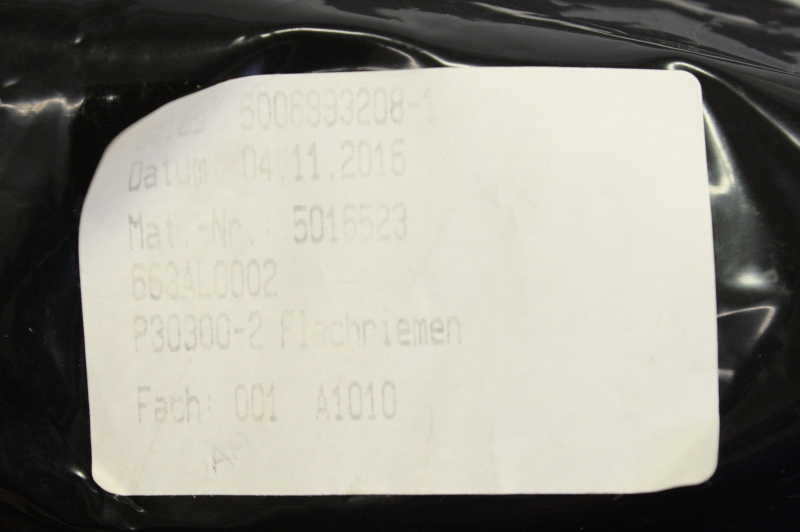 5006993208-1
Datum: 04.11.2016
Mat.-Nr.: 5016523
663AL0002
P30300-2 Flachriemen
Fach: 001 A1010